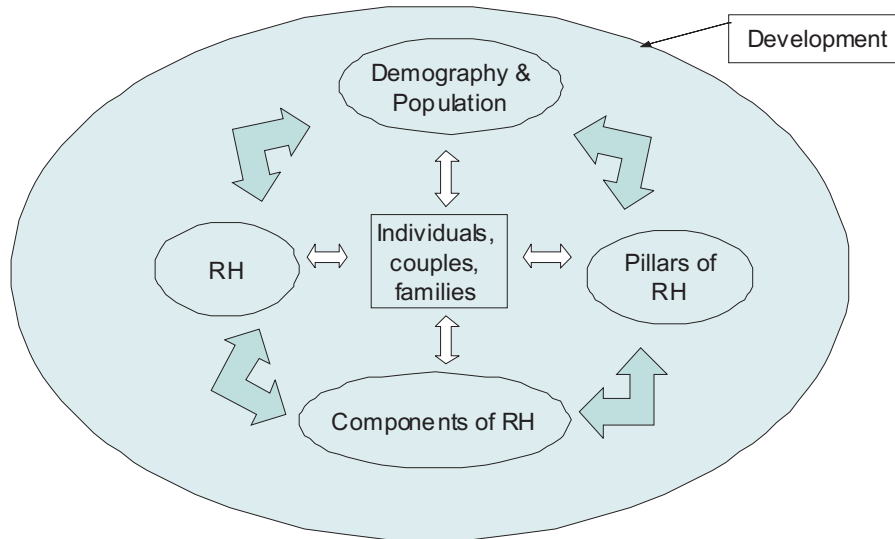 Development
Demography &
Population
RH
Individuals,
couples,
families
Pillars of
RH
Components of RH